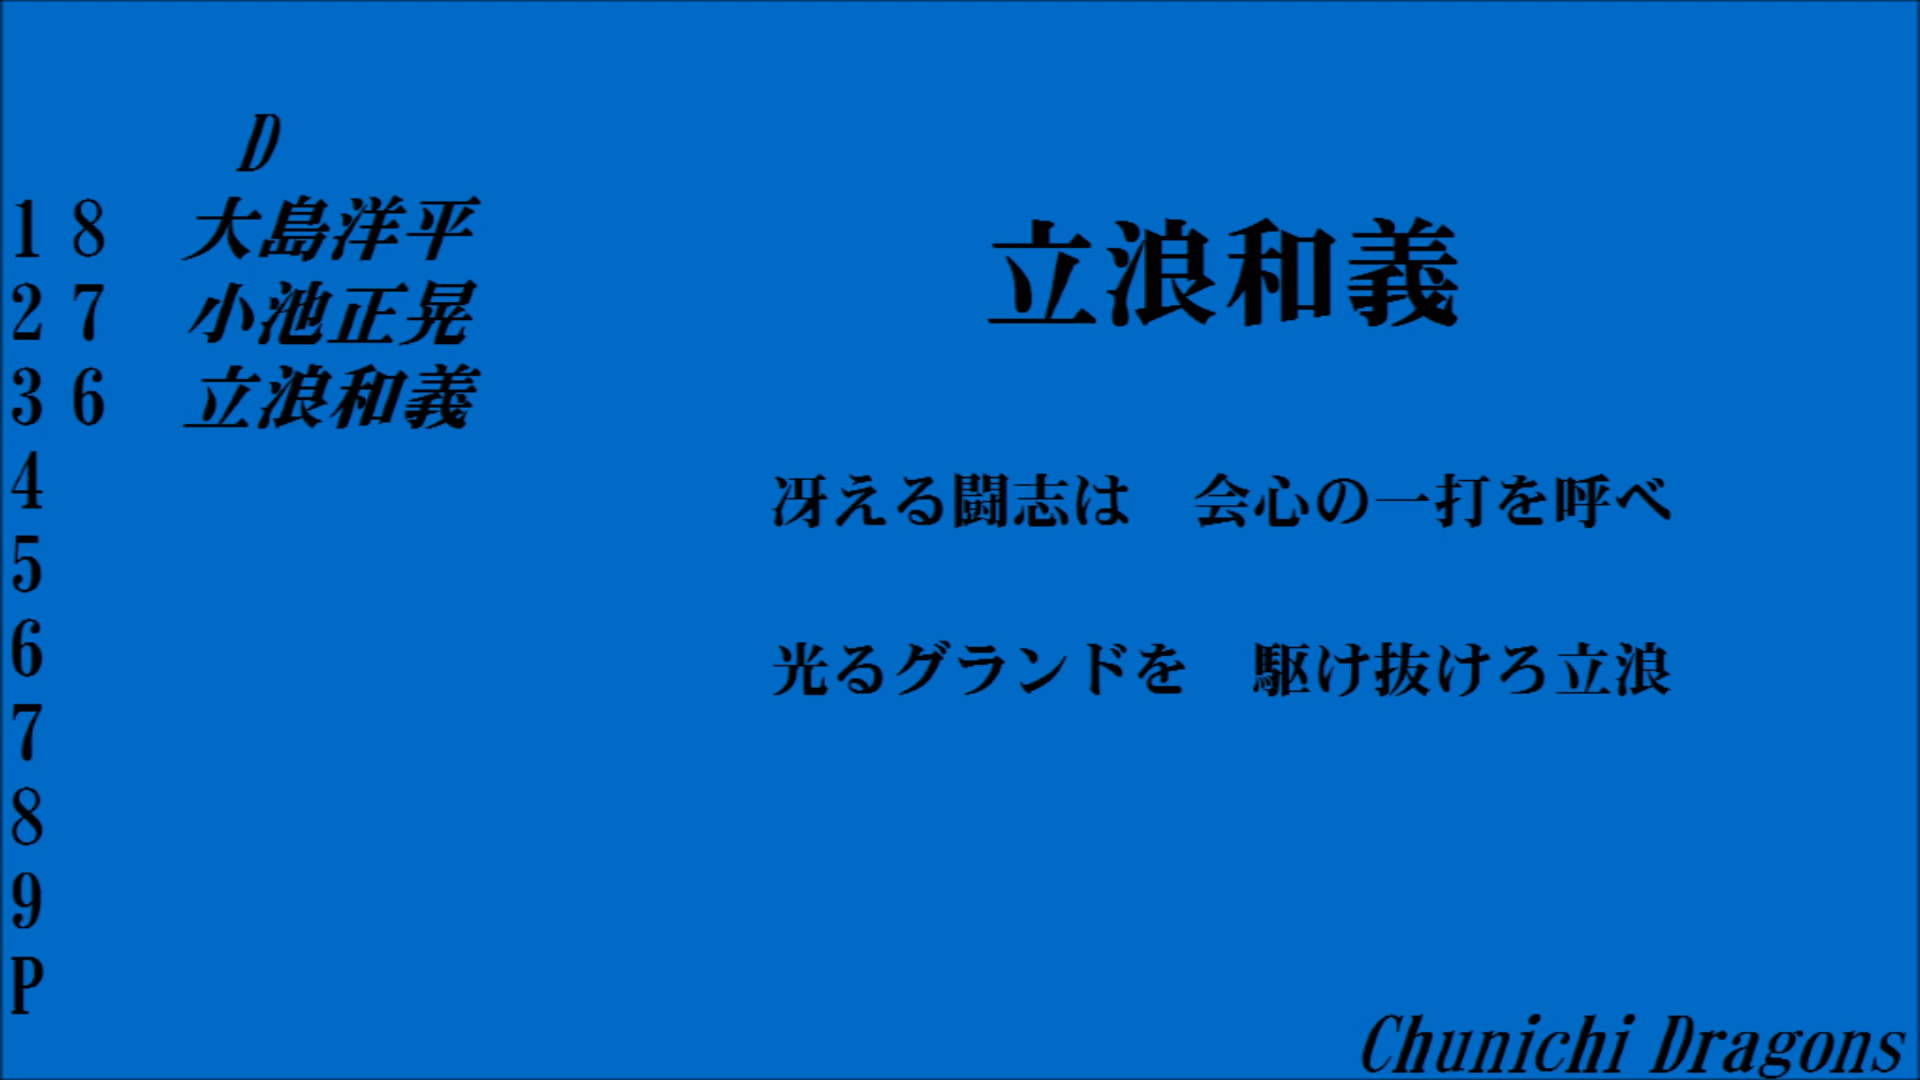 D
1 8 大島洋平
2 7 小池正晃
3 6 立浪和義
4
5
6
7
8
9
P
立浪和義
冴える闘志は　会心の一打を呼べ
光るグランドを　駆け抜けろ立浪
Chunichi Dragons